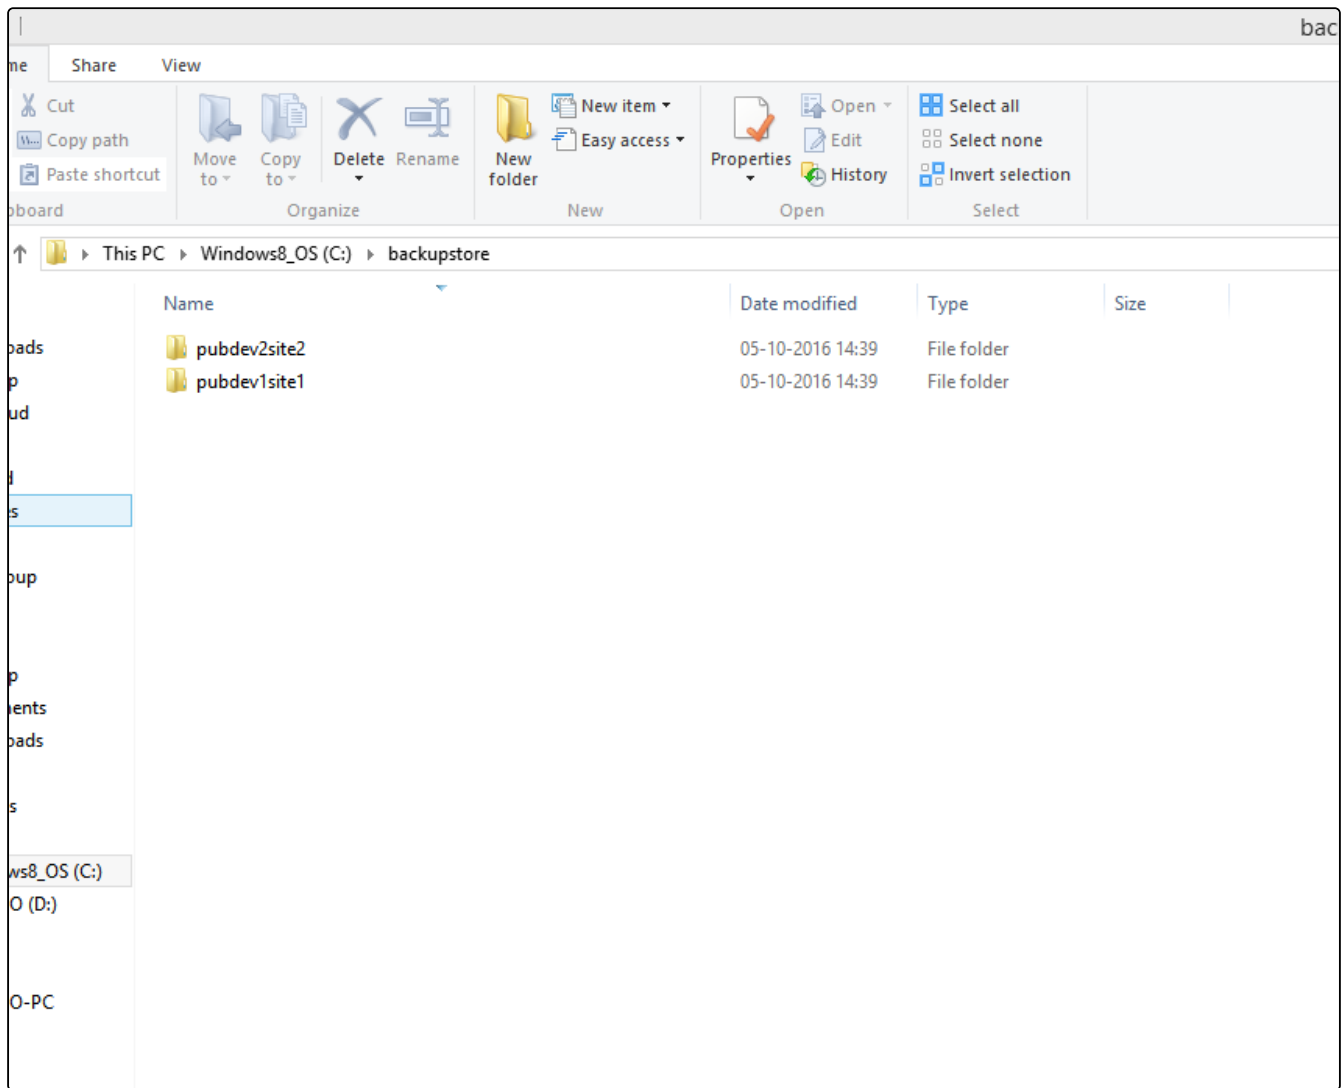 bac
me Share View
Cut
Copy path
Paste shortcut
Move to
Copy to
Delete
Rename
New folder
New item
Easy access
Properties
Open
Edit
History
Select all
Select none
Invert selection
board Organize New Open Select
This PC Windows8_OS (C:) backupstore
Name Date modified Type Size
pubdev2site2 05-10-2016 14:39 File folder
pubdev1site1 05-10-2016 14:39 File folder
oads
p
ud
d
es
oup
p
ents
oads
s
ws8_OS (C:)
O (D:)
O-PC